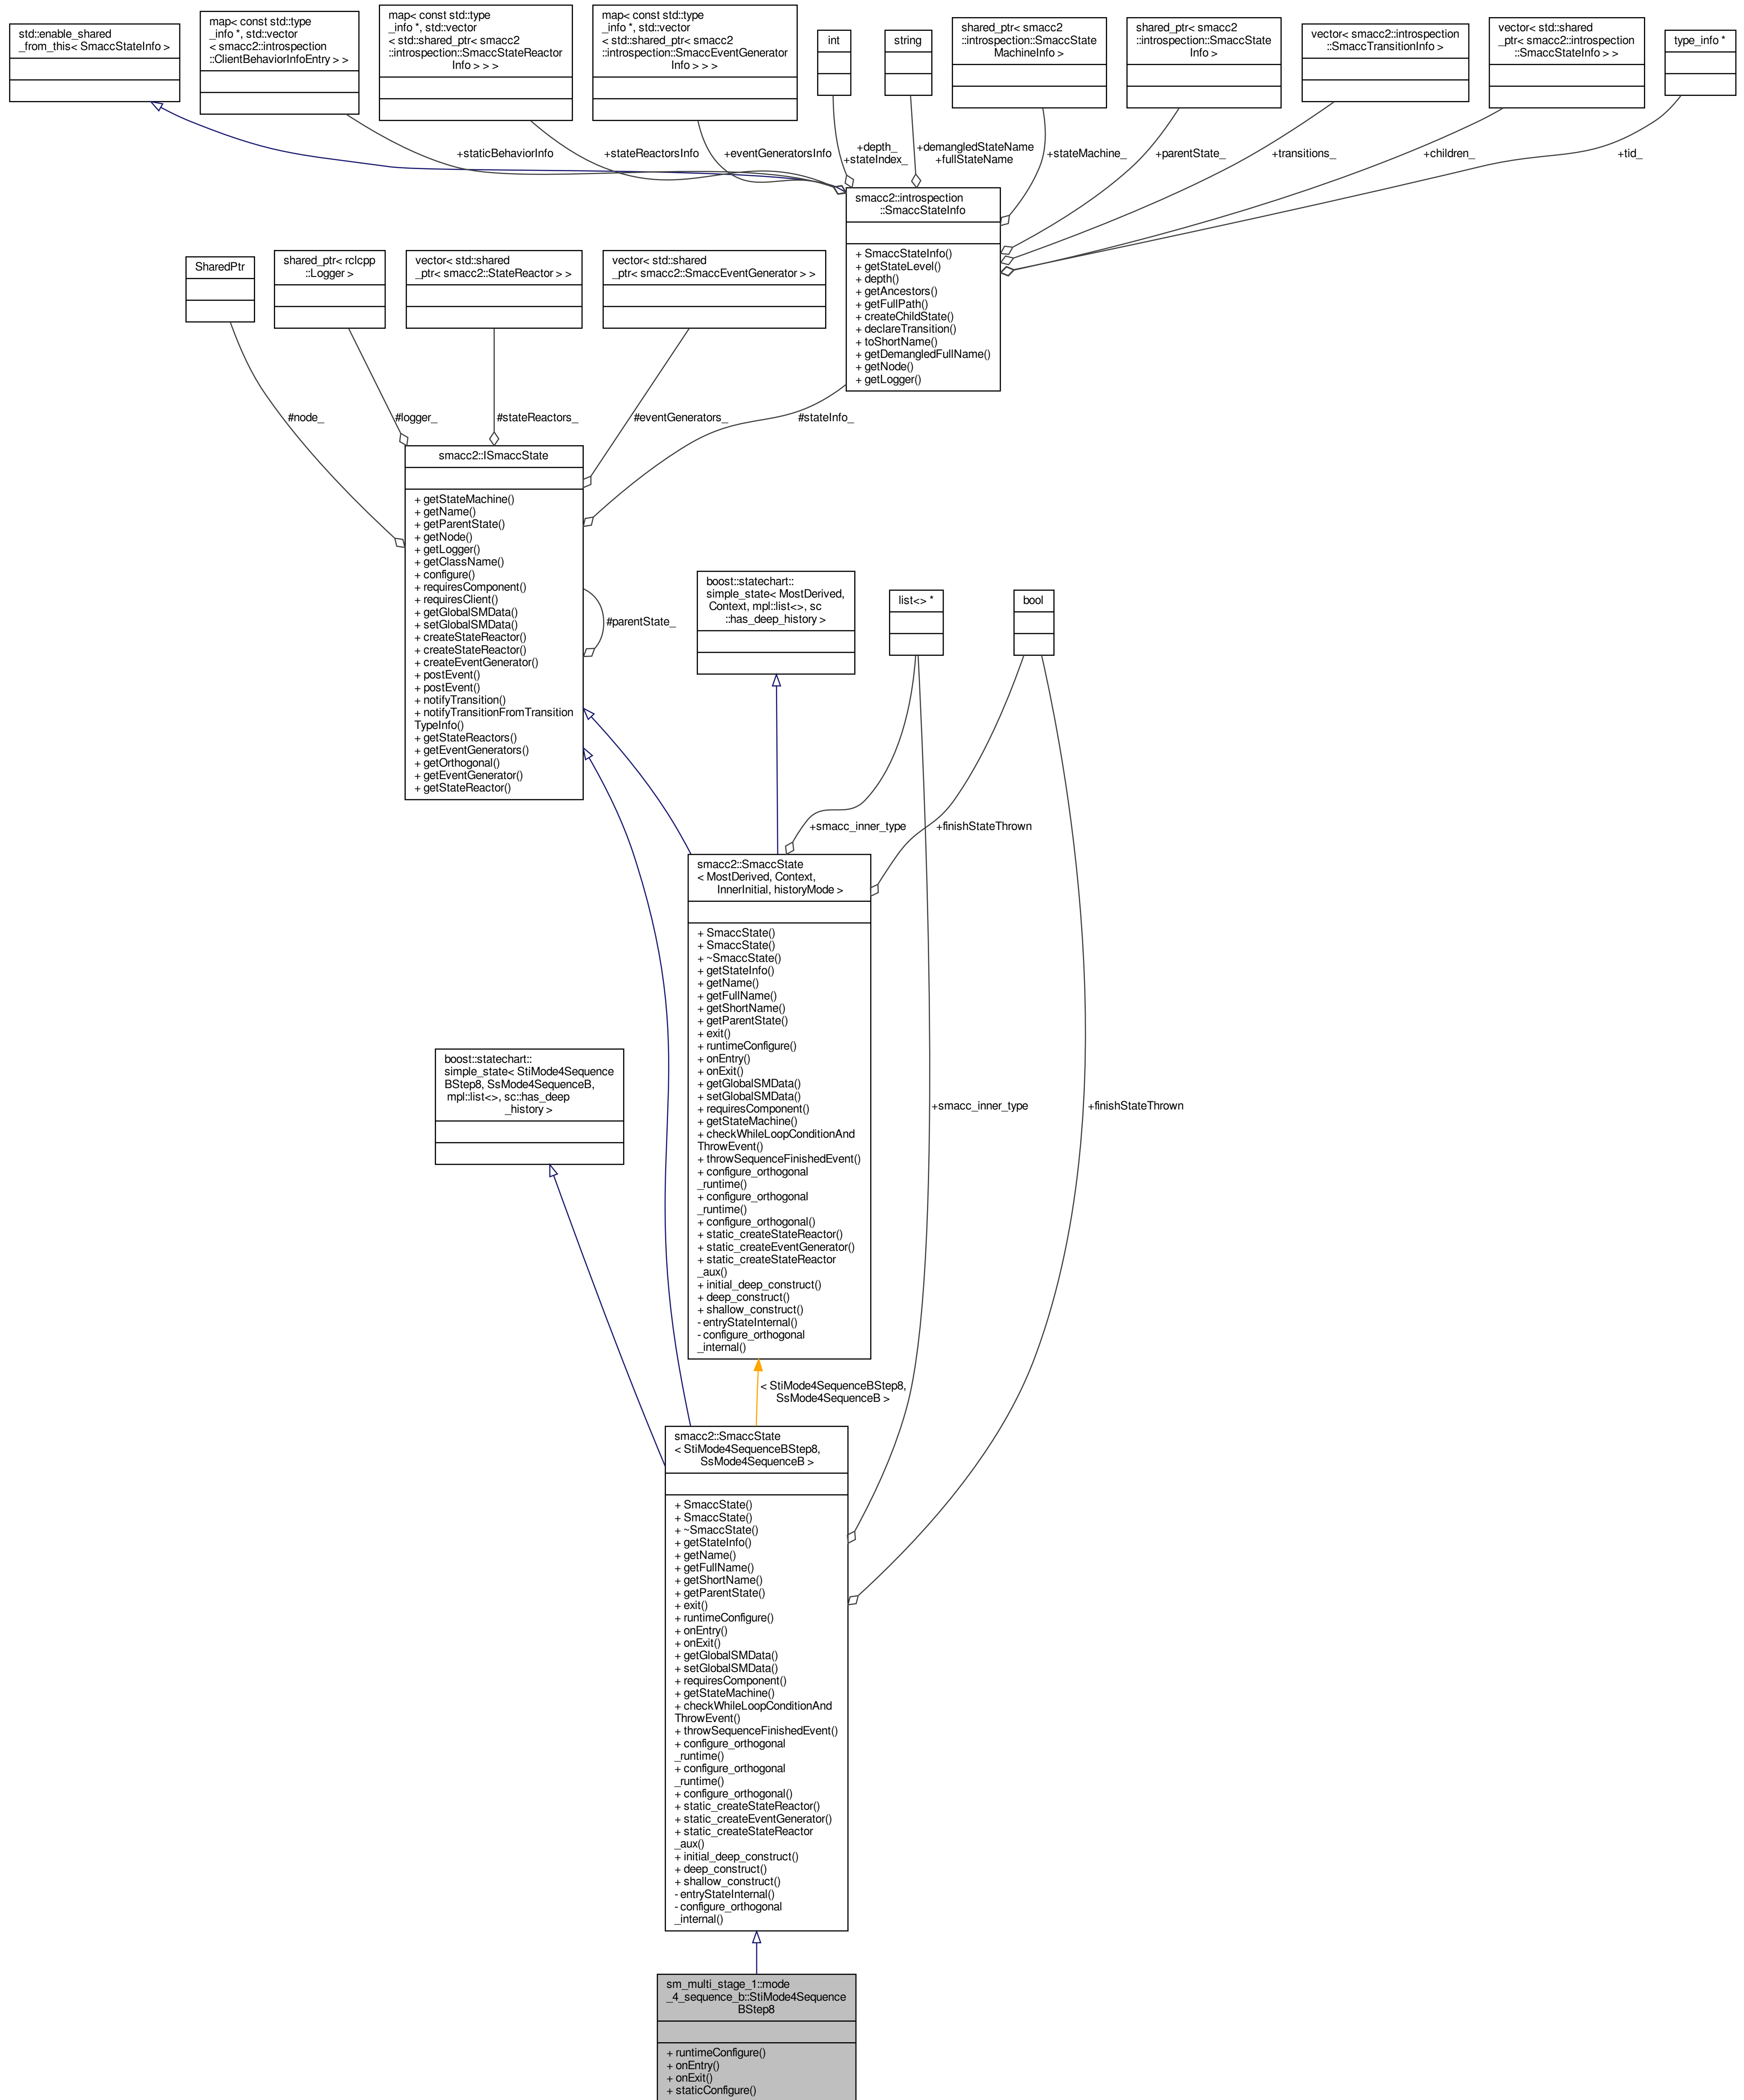 std::enable_shared
_from_this< SmaccStateInfo >
map< const std::type
_info *, std::vector
< smacc2::introspection
::ClientBehaviorInfoEntry > >
map< const std::type
_info *, std::vector
< std::shared_ptr< smacc2
::introspection::SmaccStateReactor
Info > > >
map< const std::type
_info *, std::vector
< std::shared_ptr< smacc2
::introspection::SmaccEventGenerator
Info > > >
int
string
shared_ptr< smacc2
::introspection::SmaccState
MachineInfo >
shared_ptr< smacc2
::introspection::SmaccState
Info >
vector< smacc2::introspection
::SmaccTransitionInfo >
vector< std::shared
_ptr< smacc2::introspection
::SmaccStateInfo > >
type_info *
+staticBehaviorInfo
+stateReactorsInfo
+eventGeneratorsInfo
+depth_
+stateIndex_
+demangledStateName
+fullStateName
+stateMachine_
+parentState_
+transitions_
+children_
+tid_
smacc2::introspection
::SmaccStateInfo
+ SmaccStateInfo()
+ getStateLevel()
+ depth()
+ getAncestors()
+ getFullPath()
+ createChildState()
+ declareTransition()
+ toShortName()
+ getDemangledFullName()
+ getNode()
+ getLogger()
SharedPtr
shared_ptr< rclcpp
::Logger >
vector< std::shared
_ptr< smacc2::StateReactor > >
vector< std::shared
_ptr< smacc2::SmaccEventGenerator > >
#node_
#logger_
#stateReactors_
#eventGenerators_
#stateInfo_
smacc2::ISmaccState
+ getStateMachine()
+ getName()
+ getParentState()
+ getNode()
+ getLogger()
+ getClassName()
+ configure()
+ requiresComponent()
+ requiresClient()
+ getGlobalSMData()
+ setGlobalSMData()
+ createStateReactor()
+ createStateReactor()
+ createEventGenerator()
+ postEvent()
+ postEvent()
+ notifyTransition()
+ notifyTransitionFromTransition
TypeInfo()
+ getStateReactors()
+ getEventGenerators()
+ getOrthogonal()
+ getEventGenerator()
+ getStateReactor()
#parentState_
boost::statechart::
simple_state< MostDerived,
Context, mpl::list<>, sc
::has_deep_history >
list<> *
bool
+smacc_inner_type
+finishStateThrown
smacc2::SmaccState
< MostDerived, Context,
InnerInitial, historyMode >
+ SmaccState()
+ SmaccState()
+ ~SmaccState()
+ getStateInfo()
+ getName()
+ getFullName()
+ getShortName()
+ getParentState()
+ exit()
+ runtimeConfigure()
+ onEntry()
+ onExit()
+ getGlobalSMData()
+ setGlobalSMData()
+ requiresComponent()
+ getStateMachine()
+ checkWhileLoopConditionAnd
ThrowEvent()
+ throwSequenceFinishedEvent()
+ configure_orthogonal
_runtime()
+ configure_orthogonal
_runtime()
+ configure_orthogonal()
+ static_createStateReactor()
+ static_createEventGenerator()
+ static_createStateReactor
_aux()
+ initial_deep_construct()
+ deep_construct()
+ shallow_construct()
- entryStateInternal()
- configure_orthogonal
_internal()
boost::statechart::
simple_state< StiMode4Sequence
BStep8, SsMode4SequenceB,
mpl::list<>, sc::has_deep
_history >
+smacc_inner_type
+finishStateThrown
< StiMode4SequenceBStep8,
SsMode4SequenceB >
smacc2::SmaccState
< StiMode4SequenceBStep8,
SsMode4SequenceB >
+ SmaccState()
+ SmaccState()
+ ~SmaccState()
+ getStateInfo()
+ getName()
+ getFullName()
+ getShortName()
+ getParentState()
+ exit()
+ runtimeConfigure()
+ onEntry()
+ onExit()
+ getGlobalSMData()
+ setGlobalSMData()
+ requiresComponent()
+ getStateMachine()
+ checkWhileLoopConditionAnd
ThrowEvent()
+ throwSequenceFinishedEvent()
+ configure_orthogonal
_runtime()
+ configure_orthogonal
_runtime()
+ configure_orthogonal()
+ static_createStateReactor()
+ static_createEventGenerator()
+ static_createStateReactor
_aux()
+ initial_deep_construct()
+ deep_construct()
+ shallow_construct()
- entryStateInternal()
- configure_orthogonal
_internal()
sm_multi_stage_1::mode
_4_sequence_b::StiMode4Sequence
BStep8
+ runtimeConfigure()
+ onEntry()
+ onExit()
+ staticConfigure()